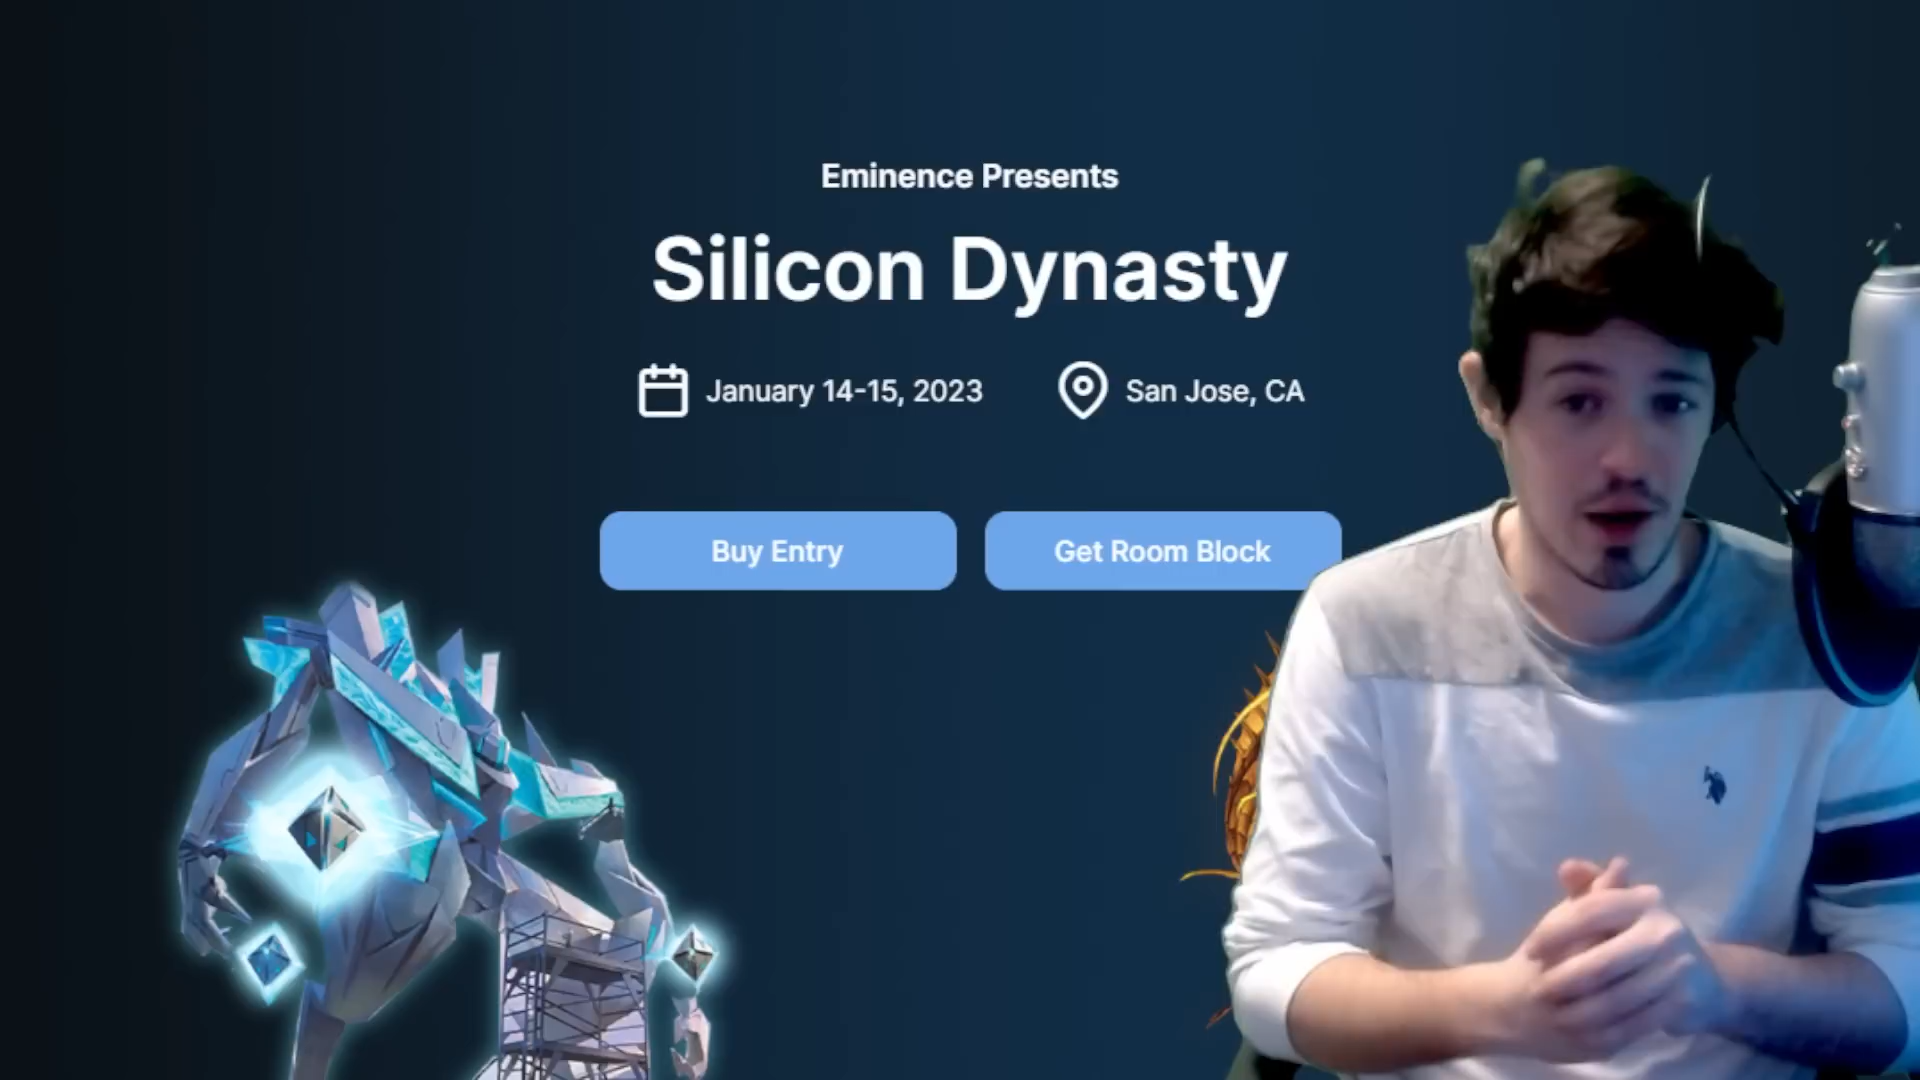 Eminence Presents
Silicon Dynasty
January 14-15, 2023
San Jose, CA
Buy Entry
Get Room Block